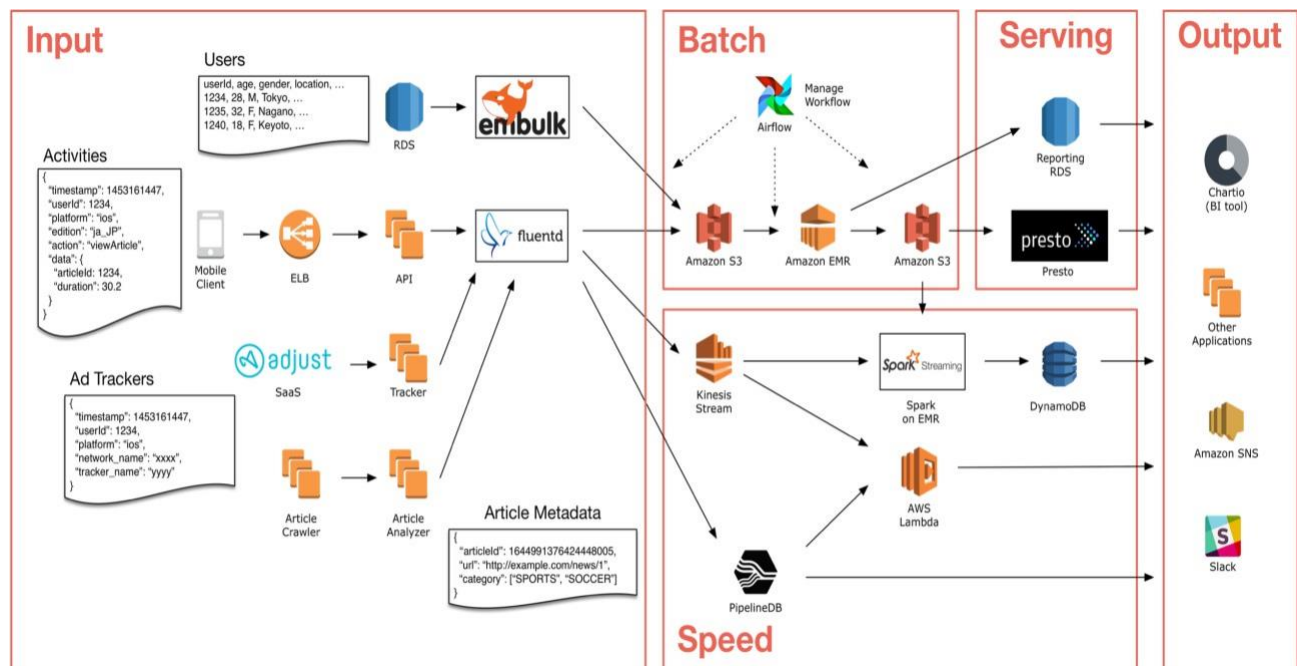 Input
Users
userId, age, gender, location, ...
1234, 28, M, Tokyo, ...
1235, 32, F, Nagano, ...
1240, 18, F, Keyoto, ...
RDS
embulk
Activities
{
"timestamp": 1453161447,
"userId": 1234,
"platform": "ios",
"edition": "ja_JP",
"action": "viewArticle",
"data": {
"articleId: 1234,
"duration": 30.2
}
}
Mobile
Client
ELB
API
fluentd
adjust
SaaS
Tracker
Ad Trackers
{
"timestamp": 1453161447,
"userId": 1234,
"platform": "ios",
"network_name": "xxxx",
"tracker_name": "yyyy"
}
Article
Crawler
Article
Analyzer
Article Metadata
{
"articleId": 1644991376424448005,
"url": "http://example.com/news/1",
"category": ["SPORTS", "SOCCER"]
}
Batch
Manage
Workflow
Airflow
Amazon S3
Amazon EMR
Amazon S3
Serving
Reporting
RDS
presto
Presto
Kinesis
Stream
Spark Streaming
Spark
on EMR
DynamoDB
AWS
Lambda
PipelineDB
Speed
Output
Chartio
(BI tool)
Other
Applications
Amazon SNS
S
Slack